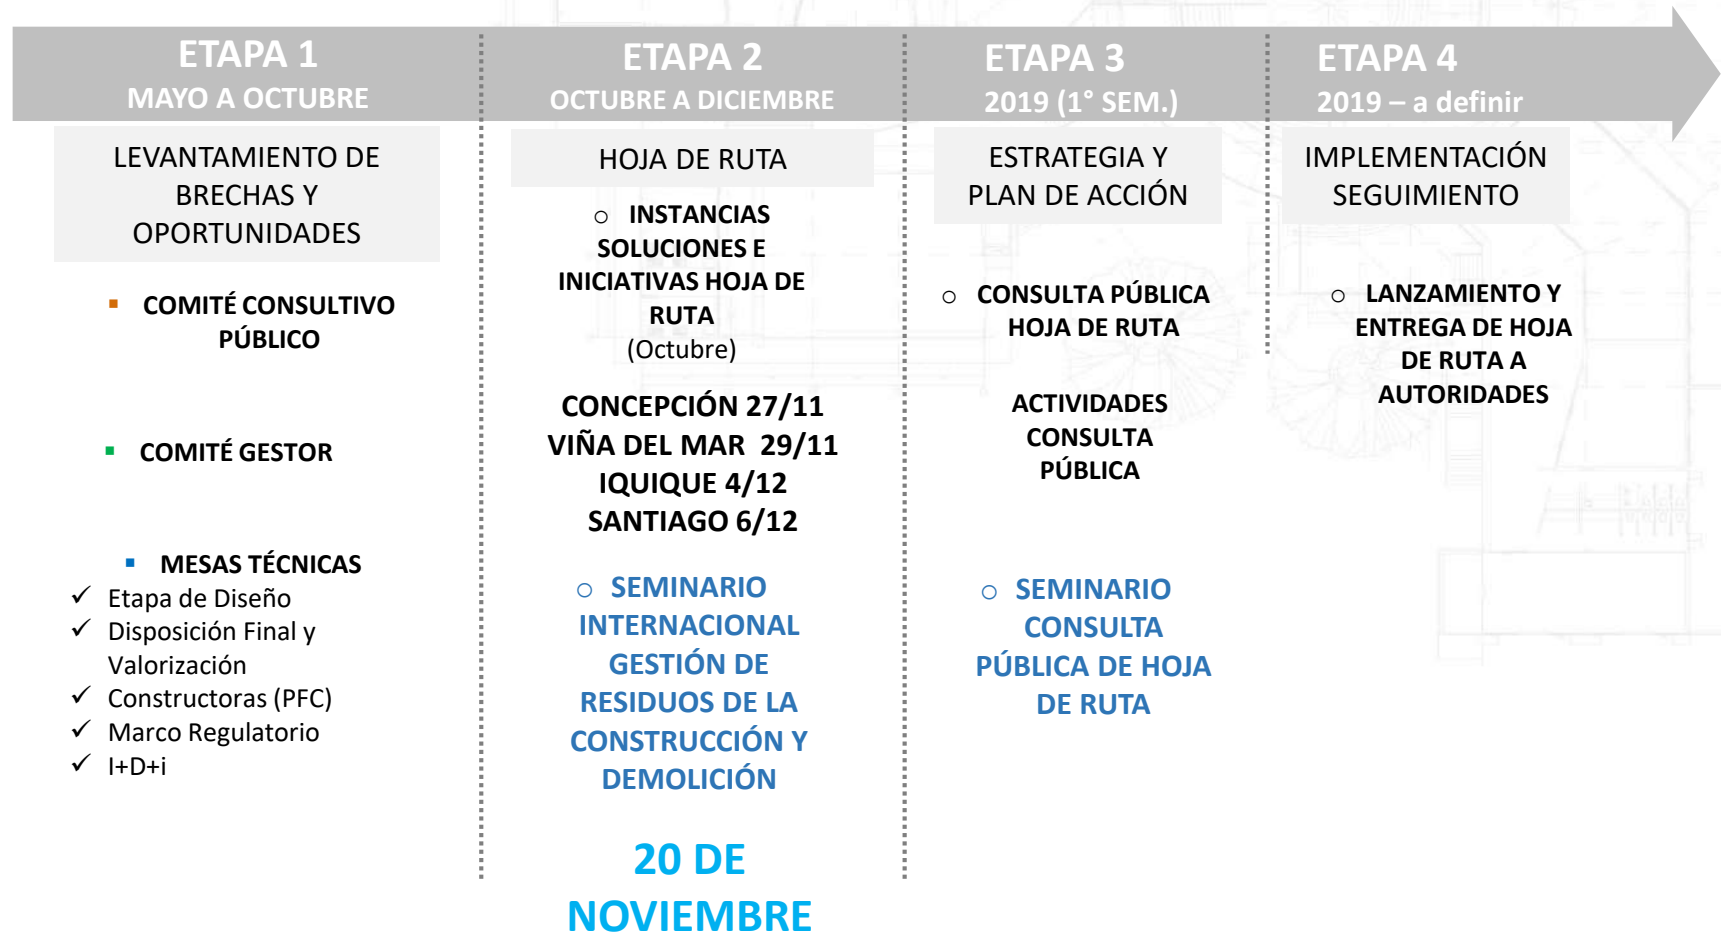 ETAPA 1
MAYO A OCTUBRE
LEVANTAMIENTO DE
BRECHAS Y
OPORTUNIDADES
▪ COMITÉ CONSULTIVO
PÚBLICO
▪ COMITÉ GESTOR
▪ MESAS TÉCNICAS
✓ Etapa de Diseño
✓ Disposición Final y
Valorización
✓ Constructoras (PFC)
✓ Marco Regulatorio
✓ I+D+i
ETAPA 2
OCTUBRE A DICIEMBRE
HOJA DE RUTA
○ INSTANCIAS
SOLUCIONES E
INICIATIVAS HOJA DE
RUTA
(Octubre)
CONCEPCIÓN 27/11
VIÑA DEL MAR 29/11
IQUIQUE 4/12
SANTIAGO 6/12
○ SEMINARIO
INTERNACIONAL
GESTIÓN DE
RESIDUOS DE LA
CONSTRUCCIÓN Y
DEMOLICIÓN
20 DE
NOVIEMBRE
ETAPA 3
2019 (1° SEM.)
ESTRATEGIA Y
PLAN DE ACCIÓN
○ CONSULTA PÚBLICA
HOJA DE RUTA
ACTIVIDADES
CONSULTA
PÚBLICA
○ SEMINARIO
CONSULTA
PÚBLICA DE HOJA
DE RUTA
ETAPA 4
2019 – a definir
IMPLEMENTACIÓN
SEGUIMIENTO
○ LANZAMIENTO Y
ENTREGA DE HOJA
DE RUTA A
AUTORIDADES